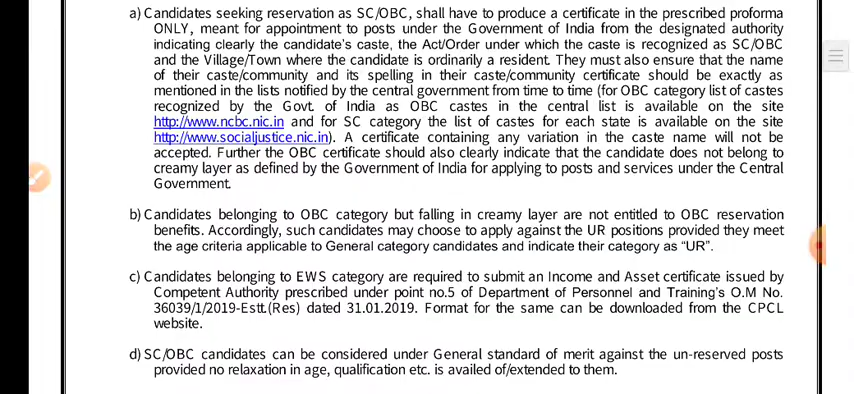 a) Candidates seeking reservation as SC/OBC, shall have to produce a certificate in the prescribed proforma
ONLY, meant for appointment to posts under the Government of India from the designated authority
indicating clearly the candidate's caste, the Act/Order under which the caste is recognized as SC/OBC
and the Village/Town where the candidate is ordinarily a resident. They must also ensure that the name
of their caste/community and its spelling in their caste/community certificate should be exactly as
mentioned in the lists notified by the central government from time to time (for OBC category list of castes
recognized by the Govt. of India as OBC castes in the central list is available on the site
http://www.ncbc.nic.in and for SC category the list of castes for each state is available on the site
http://www.socialjustice.nic.in). A certificate containing any variation in the caste name will not be
accepted. Further the OBC certificate should also clearly indicate that the candidate does not belong to
creamy layer as defined by the Government of India for applying to posts and services under the Central
Government.
b) Candidates belonging to OBC category but falling in creamy layer are not entitled to OBC reservation
benefits. Accordingly, such candidates may choose to apply against the UR positions provided they meet
the age criteria applicable to General category candidates and indicate their category as “UR”.
c) Candidates belonging to EWS category are required to submit an Income and Asset certificate issued by
Competent Authority prescribed under point no.5 of Department of Personnel and Training's O.M No.
36039/1/2019-Estt.(Res) dated 31.01.2019. Format for the same can be downloaded from the CPCL
website.
d) SC/OBC candidates can be considered under General standard of merit against the un-reserved posts
provided no relaxation in age, qualification etc. is availed of/extended to them.